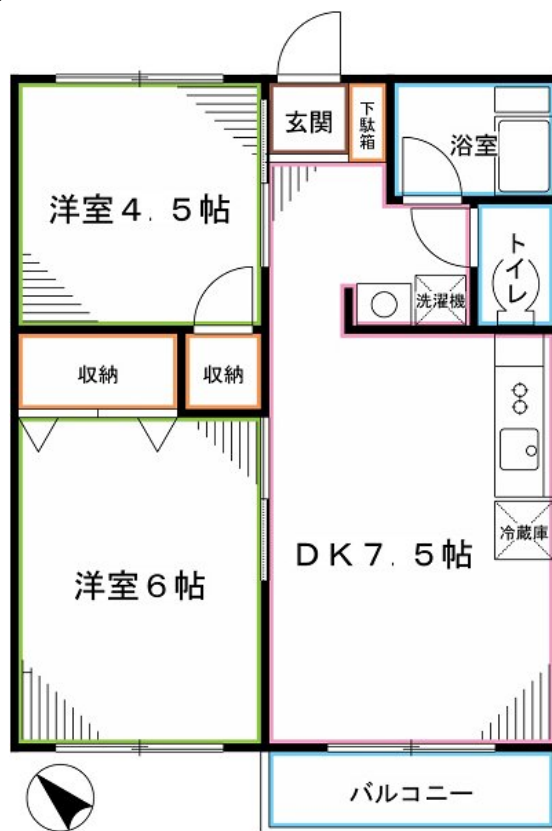 玄関
下駄箱
浴室
洋室4.5帖
トイレ
洗濯機
収納
収納
冷蔵庫
DK7.5帖
洋室6帖
バルコニー